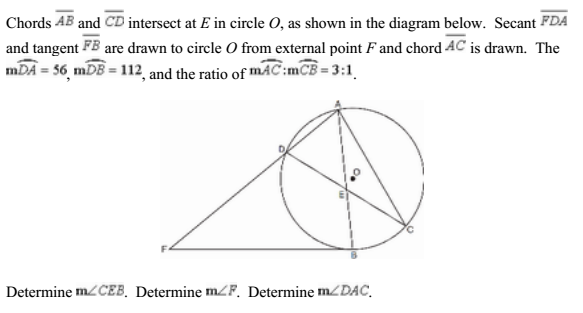 Chords AB and CD intersect at E in circle O, as shown in the diagram below. Secant FDA
and tangent FB are drawn to circle O from external point F and chord AC is drawn. The
mDA = 56, mDB = 112, and the ratio of mAC:mCB = 3:1.
A
D
O
E
C
F
B
Determine m∠CEB. Determine m∠F. Determine m∠DAC.